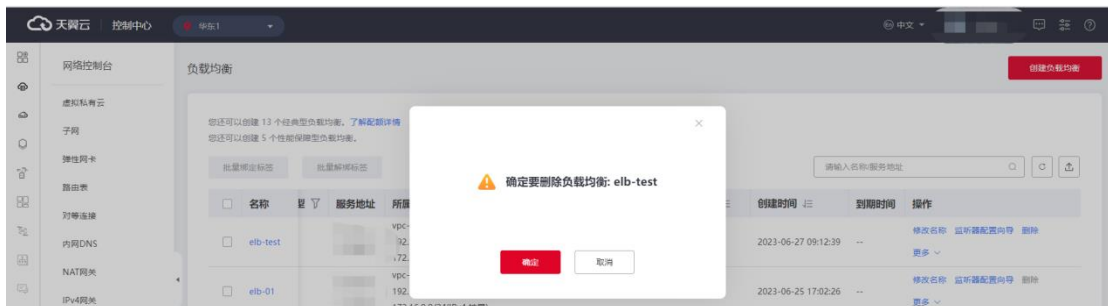 天翼云 控制中心 华东1 中文
网络控制台
虚拟私有云
子网
弹性网卡
路由表
对等连接
内网DNS
NAT网关
IPv4网关
负载均衡 创建负载均衡
您还可以创建 13 个经典型负载均衡。了解配额详情
您还可以创建 5 个性能保障型负载均衡。
批量绑定标签 批量解绑标签 请输入名称/服务地址
名称 服务地址 所属 创建时间 到期时间 操作
elb-test vpc- 2023-06-27 09:12:39 -- 修改名称 监听器配置向导 删除
更多
elb-01 vpc- 192. 2023-06-25 17:02:26 -- 修改名称 监听器配置向导 删除
更多
确定要删除负载均衡: elb-test
确定 取消